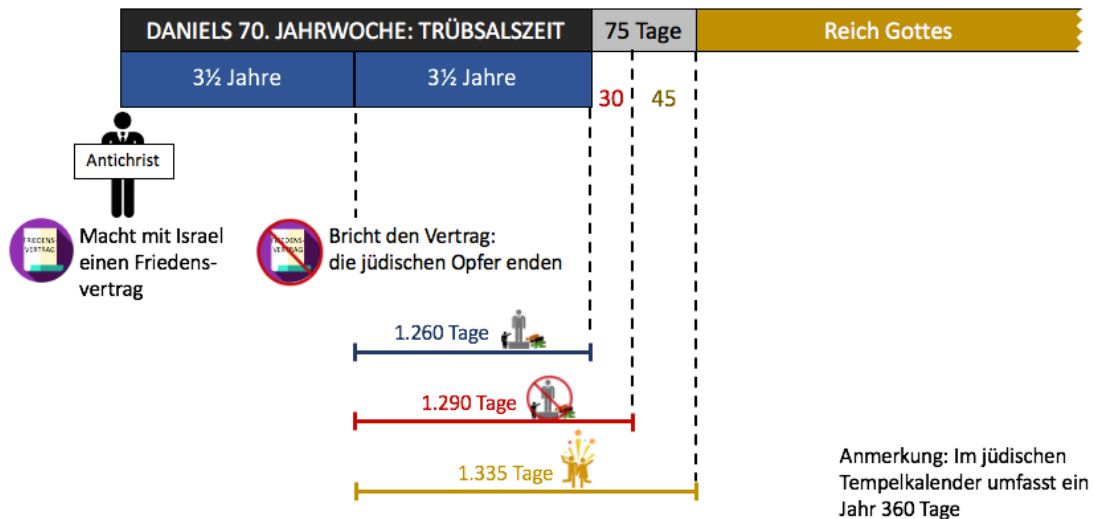 DANIELS 70. JAHRWOCHE: TRÜBSALSZEIT
75 Tage
Reich Gottes
3½ Jahre
3½ Jahre
30
45
Antichrist
FRIEDENS-
VERTRAG
Macht mit Israel
einen Friedens-
vertrag
FRIEDENS-
VERTRAG
Bricht den Vertrag:
die jüdischen Opfer enden
1.260 Tage
1.290 Tage
1.335 Tage
Anmerkung: Im jüdischen
Tempelkalender umfasst ein
Jahr 360 Tage